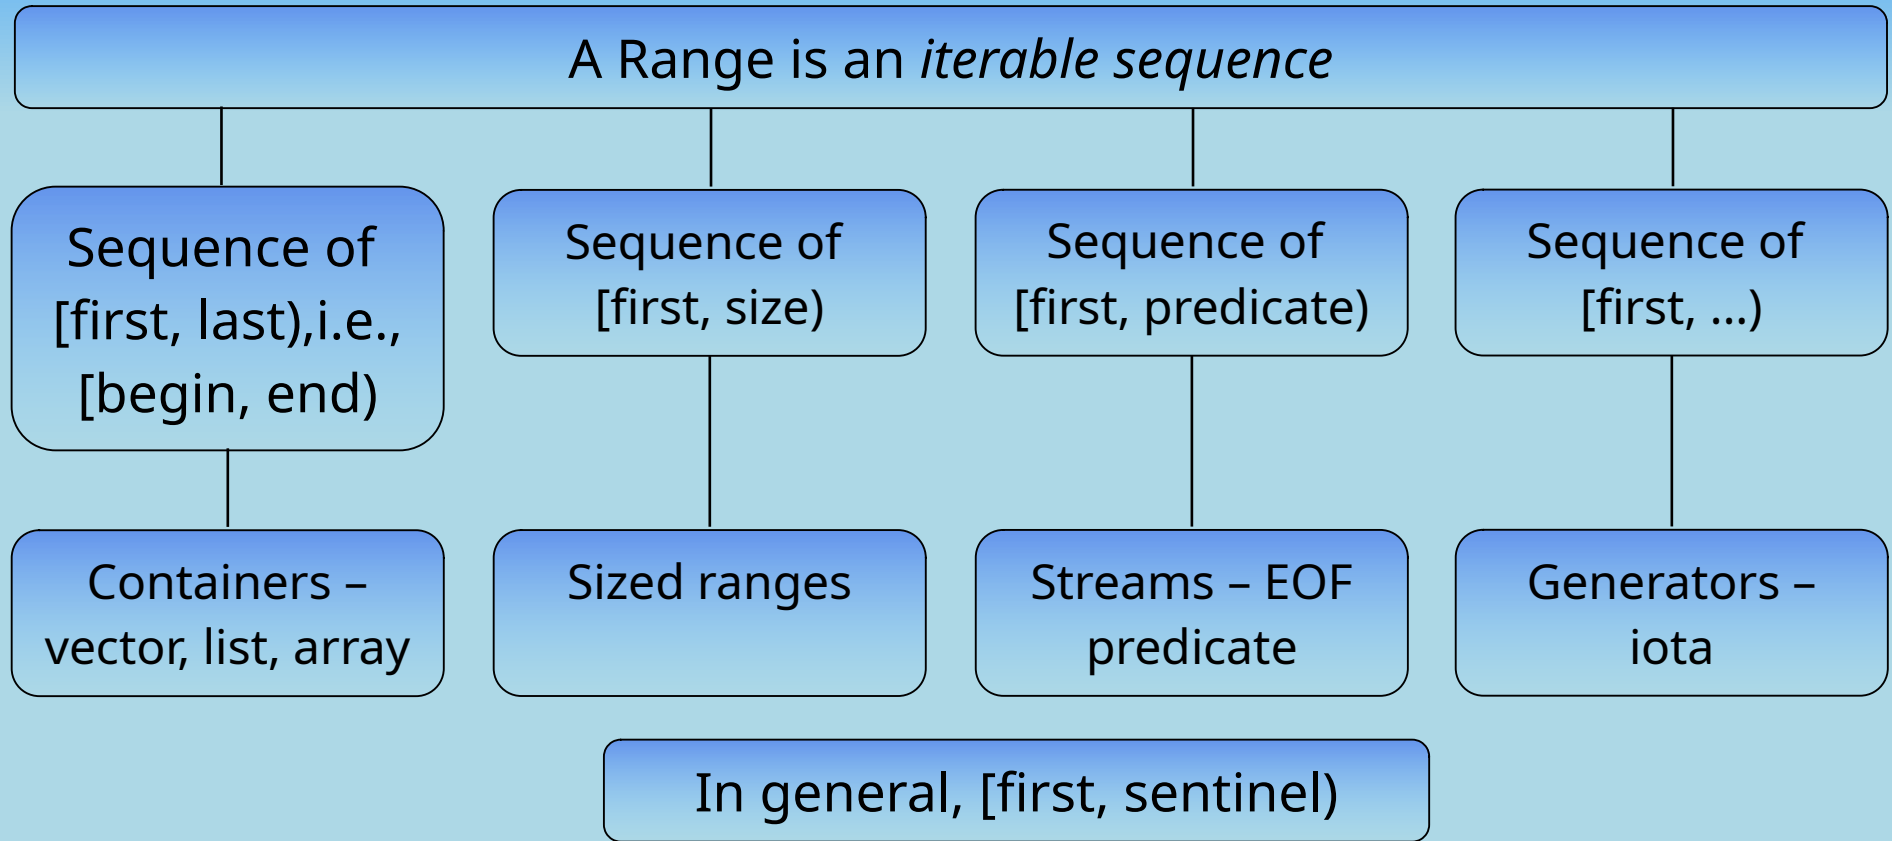 A Range is an iterable sequence
Sequence of
[first, last),i.e.,
[begin, end)
Sequence of
[first, size)
Sequence of
[first, predicate)
Sequence of
[first, …)
Containers –
vector, list, array
Sized ranges
Streams – EOF
predicate
Generators –
iota
In general, [first, sentinel)